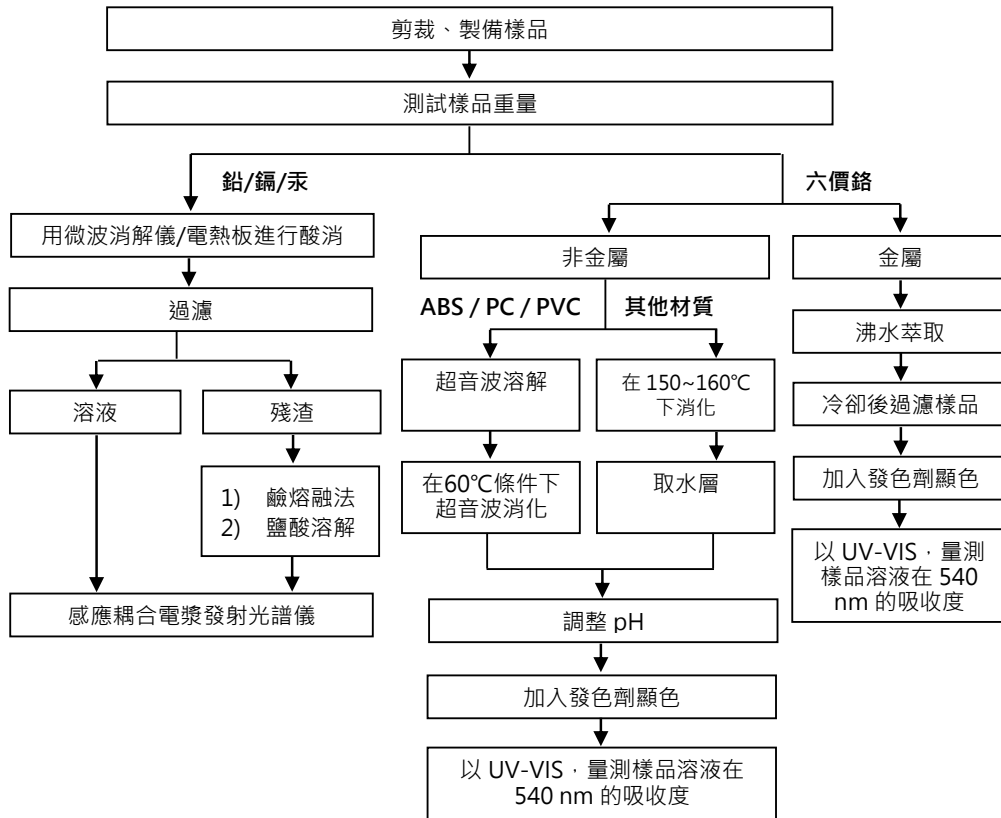 剪裁、製備樣品
測試樣品重量
鉛/鎘/汞
六價鉻
用微波消解儀/電熱板進行酸消
非金屬
金屬
過濾
ABS / PC / PVC
其他材質
沸水萃取
溶液
殘渣
超音波溶解
在 150~160℃
下消化
冷卻後過濾樣品
1) 鹼熔融法
2) 鹽酸溶解
在60℃條件下
超音波消化
取水層
加入發色劑顯色
以 UV-VIS，量測
樣品溶液在 540
nm 的吸收度
感應耦合電漿發射光譜儀
調整 pH
加入發色劑顯色
以 UV-VIS，量測樣品溶液在
540 nm 的吸收度